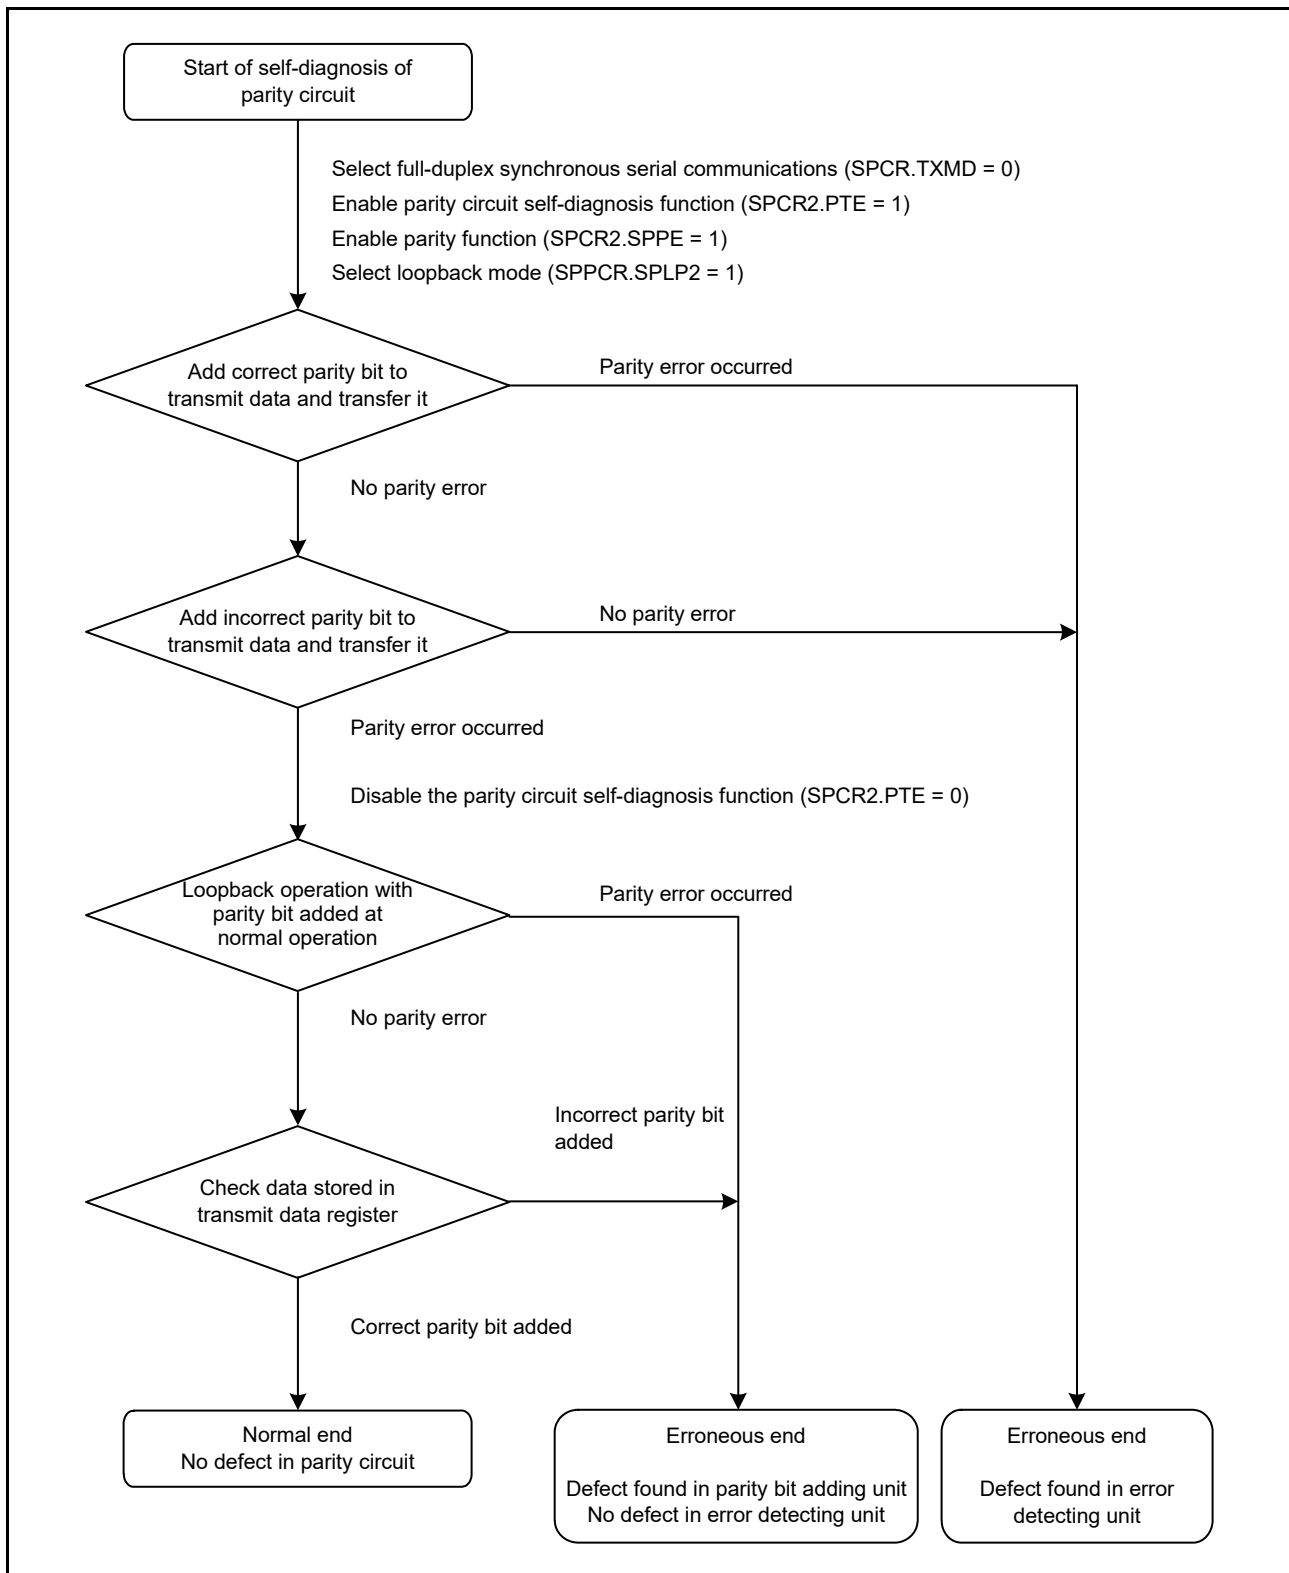 Start of self-diagnosis of
parity circuit
Select full-duplex synchronous serial communications (SPCR.TXMD = 0)
Enable parity circuit self-diagnosis function (SPCR2.PTE = 1)
Enable parity function (SPCR2.SPPE = 1)
Select loopback mode (SPPCR.SPLP2 = 1)
Add correct parity bit to
transmit data and transfer it
Parity error occurred
No parity error
Add incorrect parity bit to
transmit data and transfer it
No parity error
Parity error occurred
Disable the parity circuit self-diagnosis function (SPCR2.PTE = 0)
Loopback operation with
parity bit added at
normal operation
Parity error occurred
No parity error
Incorrect parity bit
added
Check data stored in
transmit data register
Correct parity bit added
Normal end
No defect in parity circuit
Erroneous end
Defect found in parity bit adding unit
No defect in error detecting unit
Erroneous end
Defect found in error
detecting unit